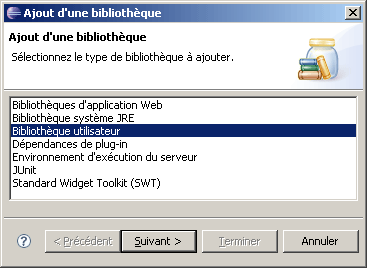 Ajout d'une bibliothèque
Ajout d'une bibliothèque
Sélectionnez le type de bibliothèque à ajouter.
Bibliothèques d'application Web
Bibliothèque système JRE
Bibliothèque utilisateur
Dépendances de plug-in
Environnement d'exécution du serveur
JUnit
Standard Widget Toolkit (SWT)
? < Précédent Suivant > Terminer Annuler